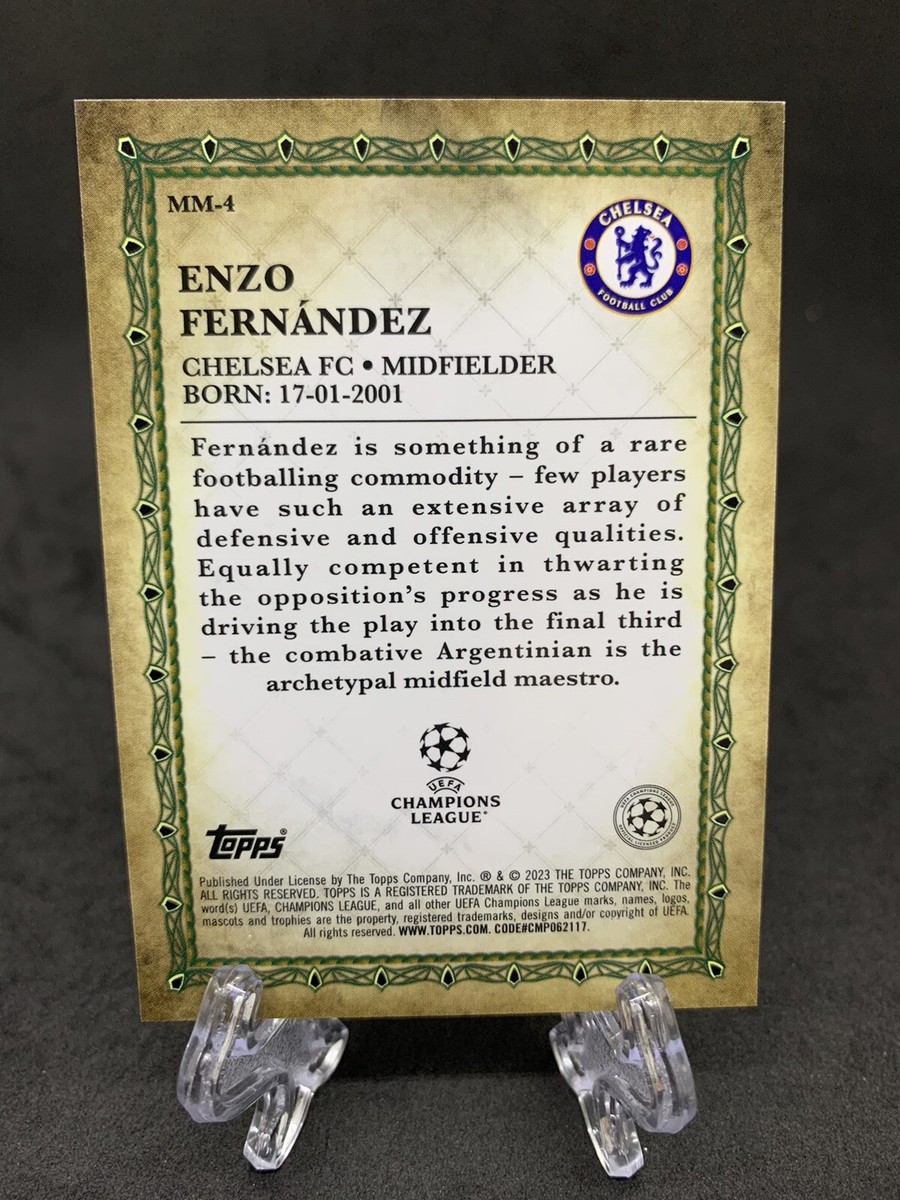 MM-4
CHELSEA
FOOTBALL CLUB
ENZO
FERNÁNDEZ
CHELSEA FC • MIDFIELDER
BORN: 17-01-2001
Fernández is something of a rare
footballing commodity – few players
have such an extensive array of
defensive and offensive qualities.
Equally competent in thwarting
the opposition's progress as he is
driving the play into the final third
– the combative Argentinian is the
archetypal midfield maestro.
UEFA
CHAMPIONS
LEAGUE®
UEFA CHAMPIONS LEAGUE
OFFICIAL LICENSED PRODUCT
Topps®
Published Under License by The Topps Company, Inc. ® & © 2023 THE TOPPS COMPANY, INC.
ALL RIGHTS RESERVED. TOPPS IS A REGISTERED TRADEMARK OF THE TOPPS COMPANY, INC. The
word(s) UEFA, CHAMPIONS LEAGUE, and all other UEFA Champions League marks, names, logos,
mascots and trophies are the property, registered trademarks, designs and/or copyright of UEFA.
All rights reserved. WWW.TOPPS.COM. CODE#CMP062117.